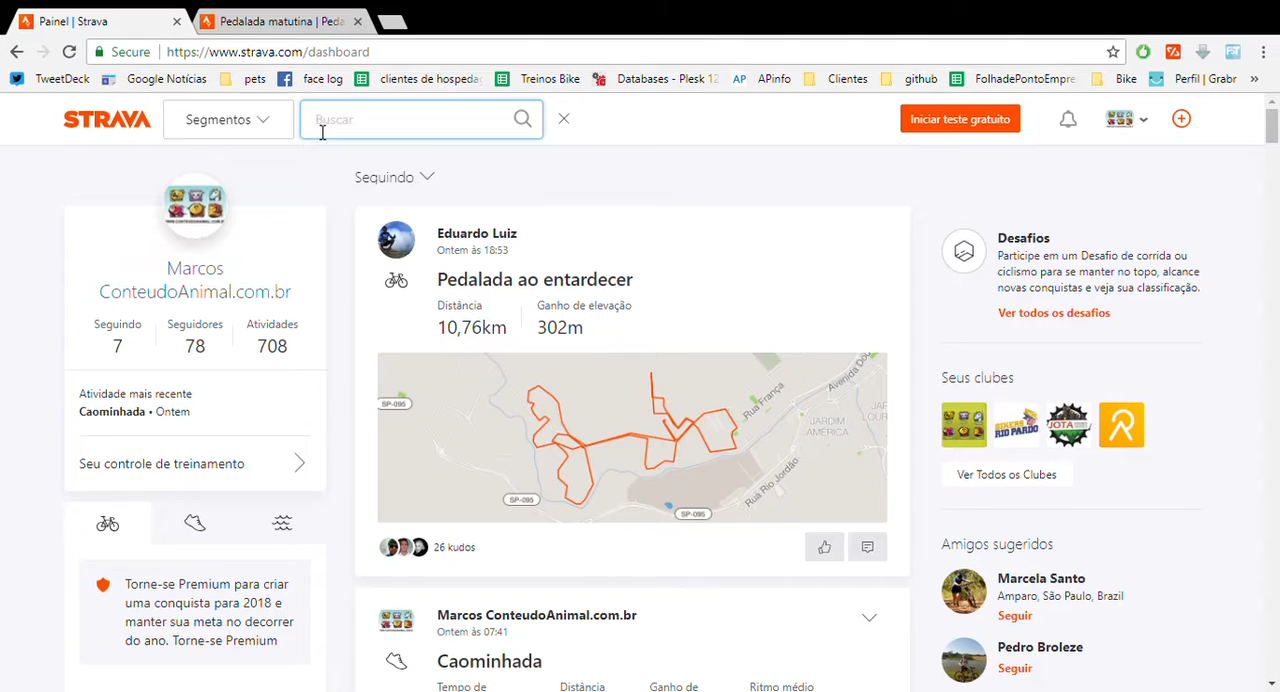 Painel | Strava
Pedalada matutina | Peda
Secure
https://www.strava.com/dashboard
TweetDeck
Google Notícias
pets
face log
clientes de hospeda
Treinos Bike
Databases - Plesk 12
AP APinfo
Clientes
github
FolhadePontoEmpre
Bike
Perfil | Grabr
STRAVA
Segmentos
Buscar
Iniciar teste gratuito
Seguindo
Marcos
ConteudoAnimal.com.br
Seguindo Seguidores Atividades
7 78 708
Atividade mais recente
Caominhada • Ontem
Seu controle de treinamento
Torne-se Premium para criar
uma conquista para 2018 e
manter sua meta no decorrer
do ano. Torne-se Premium
Eduardo Luiz
Ontem às 18:53
Pedalada ao entardecer
Distância Ganho de elevação
10,76km 302m
SP-095
SP-095
SP-095
Rua França
Avenida Dou
JARDIM
AMÉRICA
JAR
LOUR
Rua Rio Jordão
26 kudos
Marcos ConteudoAnimal.com.br
Ontem às 07:41
Caominhada
Tempo de Distância Ganho de Ritmo médio
Desafios
Participe em um Desafio de corrida ou
ciclismo para se manter no topo, alcance
novas conquistas e veja sua classificação.
Ver todos os desafios
Seus clubes
BIKERS
RIO PARDO
JOTA
Ver Todos os Clubes
Amigos sugeridos
Marcela Santo
Amparo, São Paulo, Brazil
Seguir
Pedro Broleze
Seguir